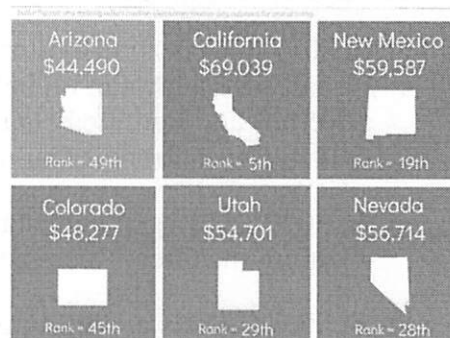 Arizona
$44,490
Rank = 49th
California
$69,039
Rank = 5th
New Mexico
$59,587
Rank = 19th
Colorado
$48,277
Rank = 45th
Utah
$54,701
Rank = 29th
Nevada
$56,714
Rank = 28th